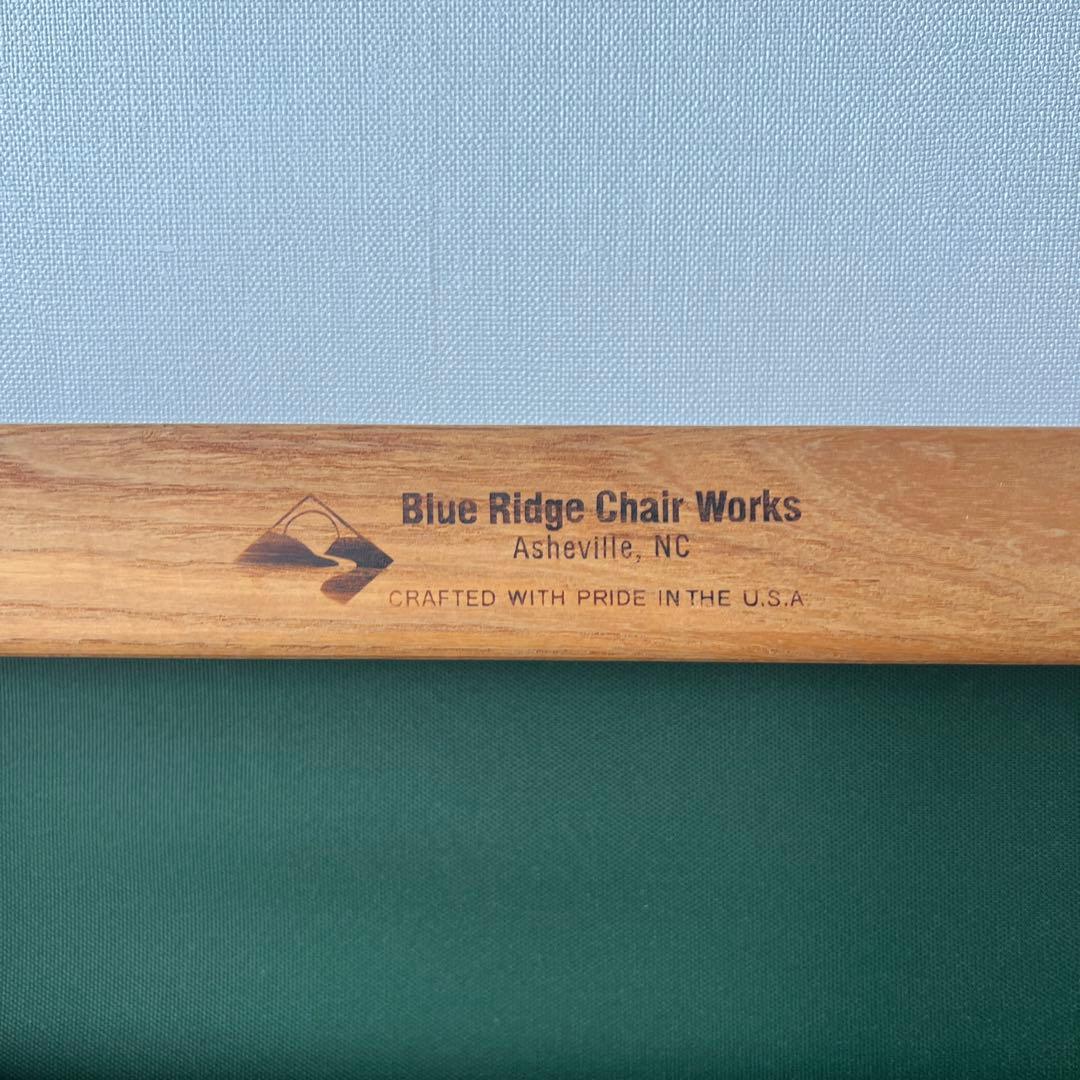 Blue Ridge Chair Works
Asheville, NC
CRAFTED WITH PRIDE IN THE U.S.A.